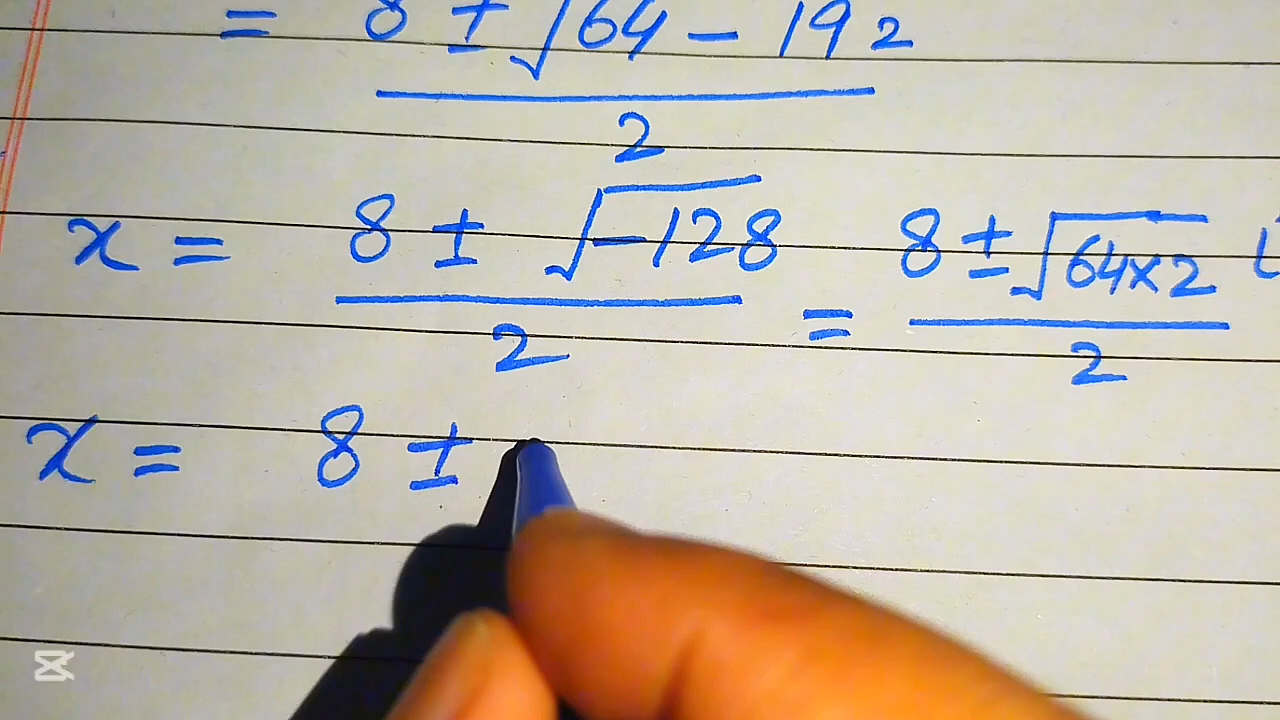 = 8 ± √64 - 192 / 2
x = 8 ± √-128 / 2 = 8 ± √64×2 i / 2
x = 8 ±